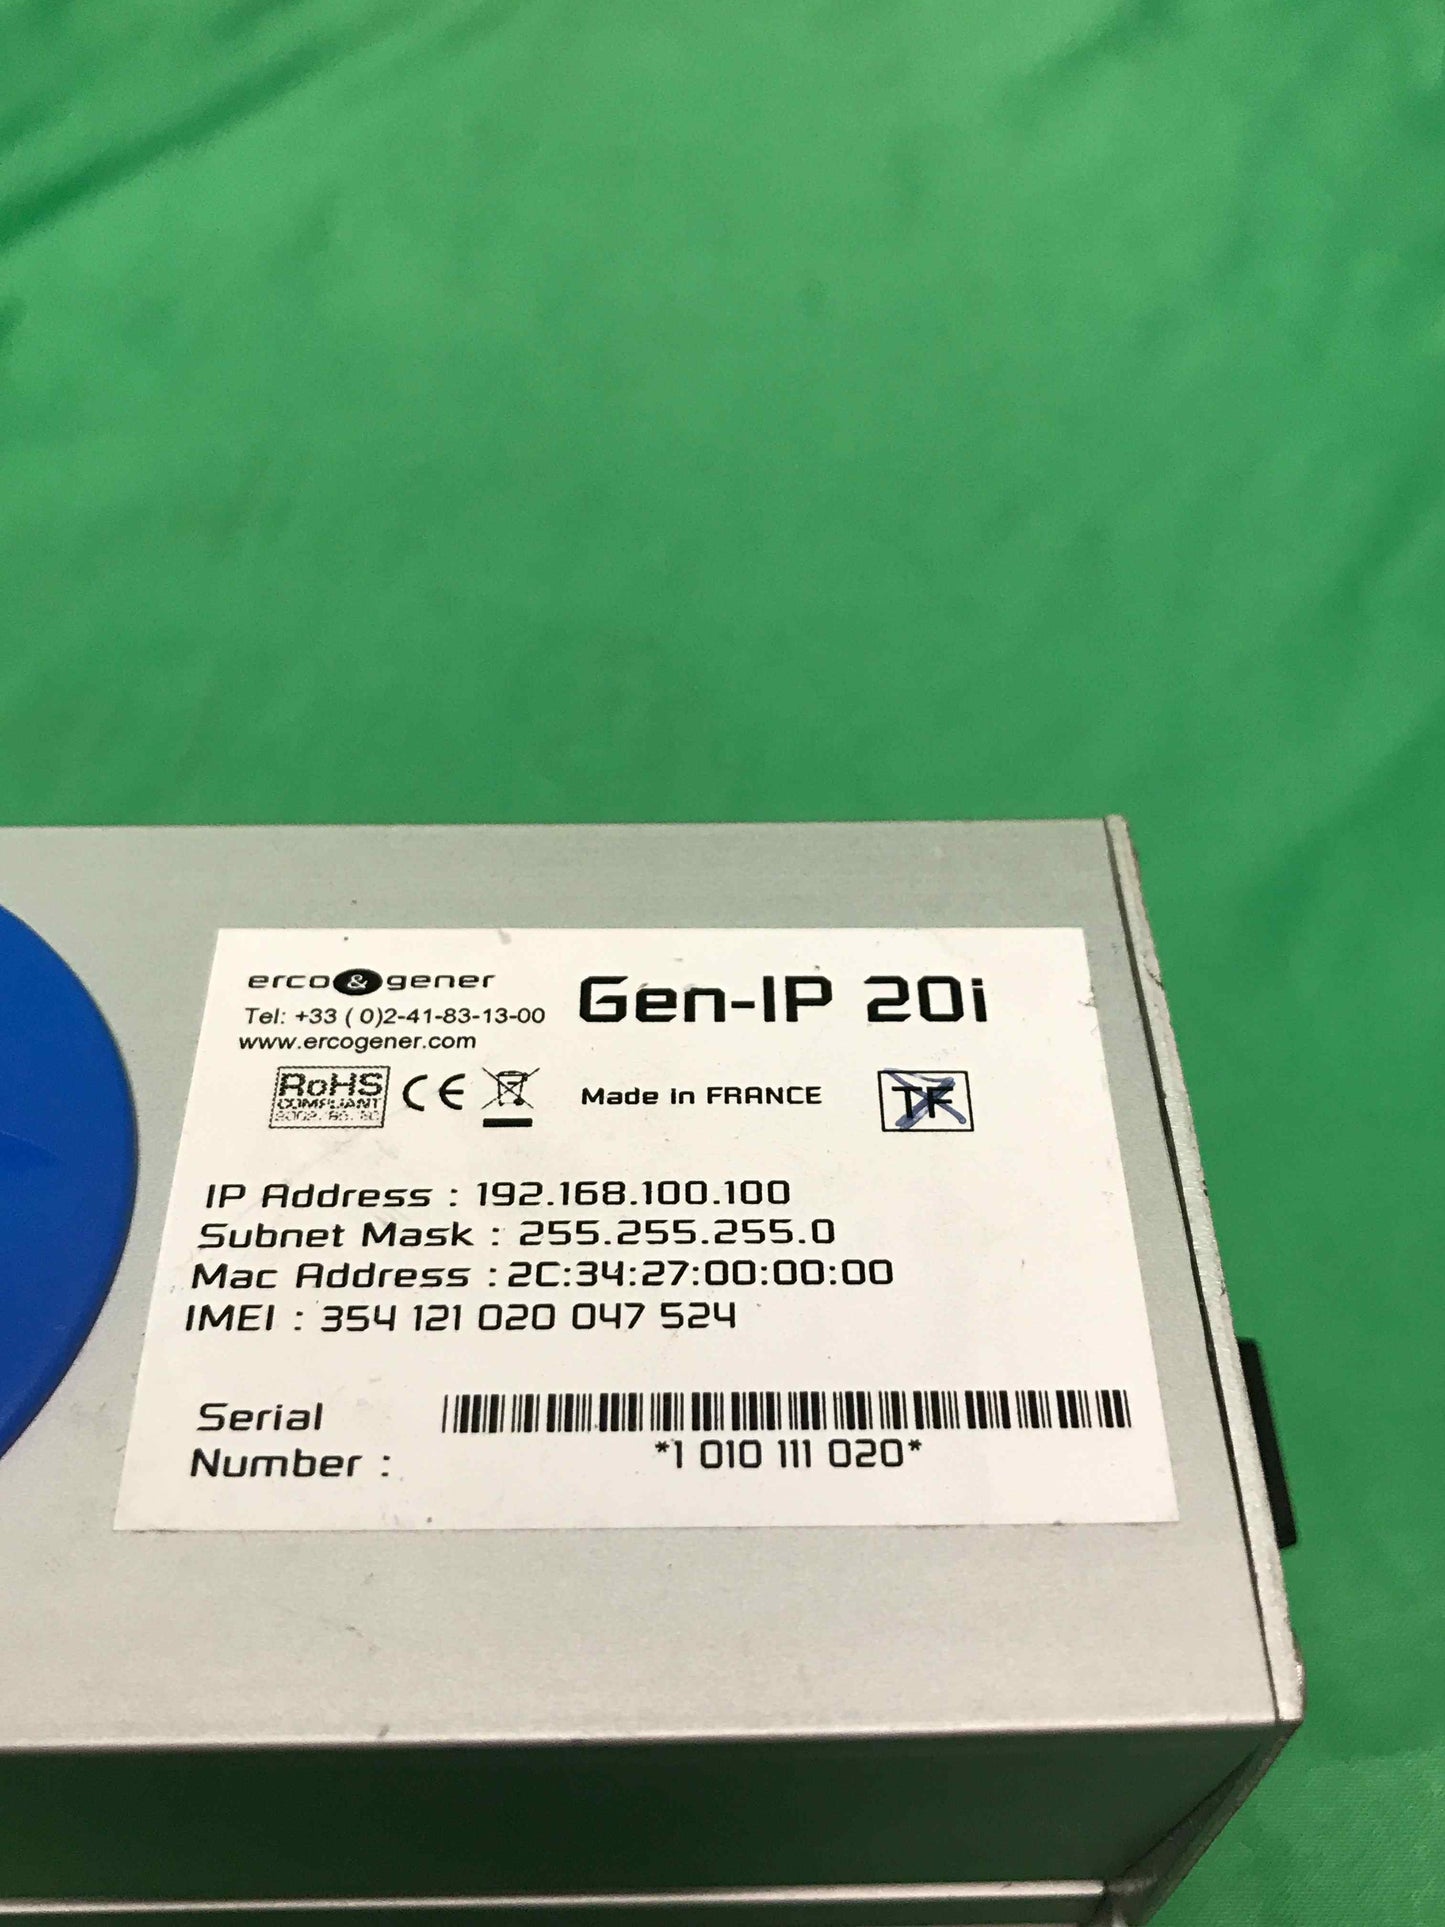 erco & gener
Gen-IP 20i
Tel: +33 ( 0)2-41-83-13-00
www.ercogener.com
RoHS
COMPLIANT
CE
Made in FRANCE
TF
IP Address : 192.168.100.100
Subnet Mask : 255.255.255.0
Mac Address : 2C:34:27:00:00:00
IMEI : 354 121 020 047 524
Serial
Number :
*1 010 111 020*